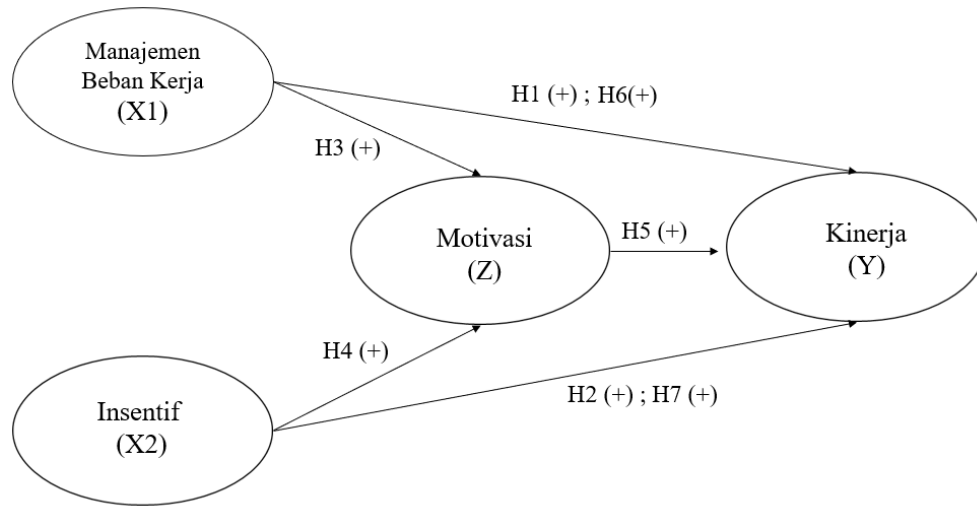 Manajemen
Beban Kerja
(X1)
H1 (+) ; H6(+)
H3 (+)
Motivasi
(Z)
H5 (+)
Kinerja
(Y)
H4 (+)
H2 (+) ; H7 (+)
Insentif
(X2)